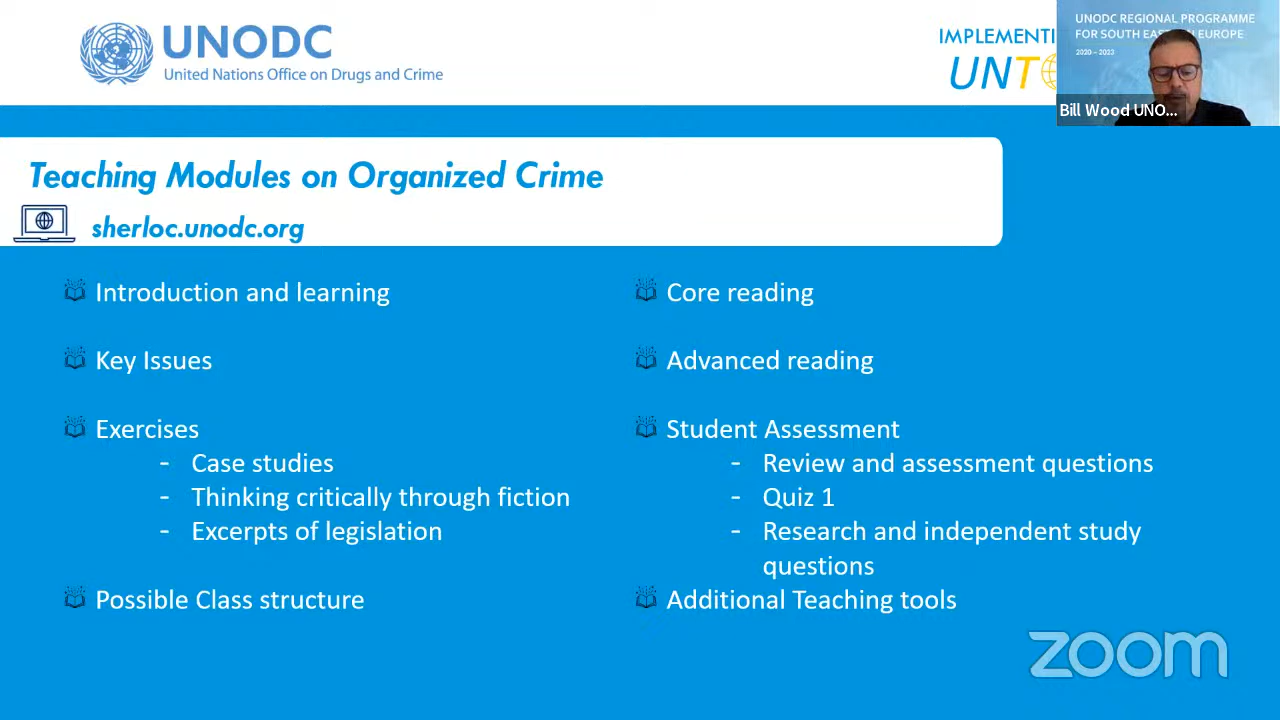 UNODC
United Nations Office on Drugs and Crime
IMPLEMENTI
UNTO
UNODC REGIONAL PROGRAMME
FOR SOUTH EAST EUROPE
2020 – 2023
Bill Wood UNO...
Teaching Modules on Organized Crime
sherloc.unodc.org
Introduction and learning
Key Issues
Exercises
- Case studies
- Thinking critically through fiction
- Excerpts of legislation
Possible Class structure
Core reading
Advanced reading
Student Assessment
- Review and assessment questions
- Quiz 1
- Research and independent study
questions
Additional Teaching tools
zoom